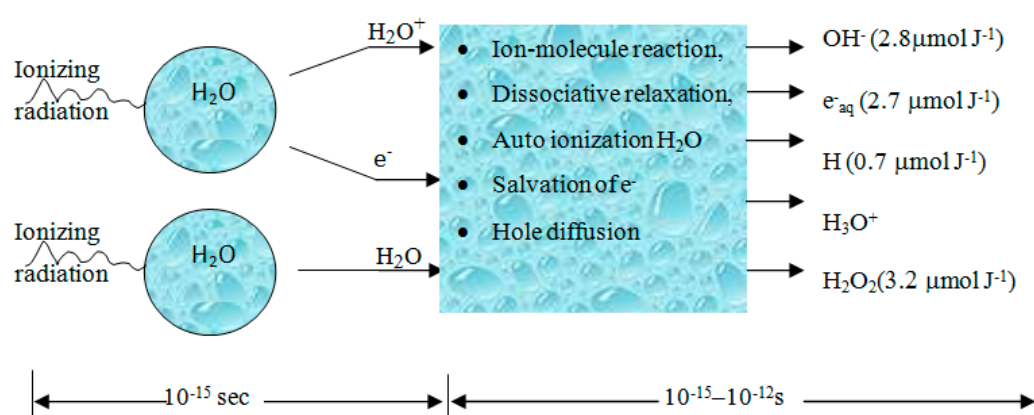 Ionizing
radiation
H₂O
H₂O⁺
e⁻
Ionizing
radiation
H₂O
H₂O
• Ion-molecule reaction,
• Dissociative relaxation,
• Auto ionization H₂O
• Salvation of e⁻
• Hole diffusion
OH⁻ (2.8μmol J⁻¹)
e⁻aq (2.7 μmol J⁻¹)
H (0.7 μmol J⁻¹)
H₃O⁺
H₂O₂(3.2 μmol J⁻¹)
10⁻¹⁵ sec
10⁻¹⁵–10⁻¹²s